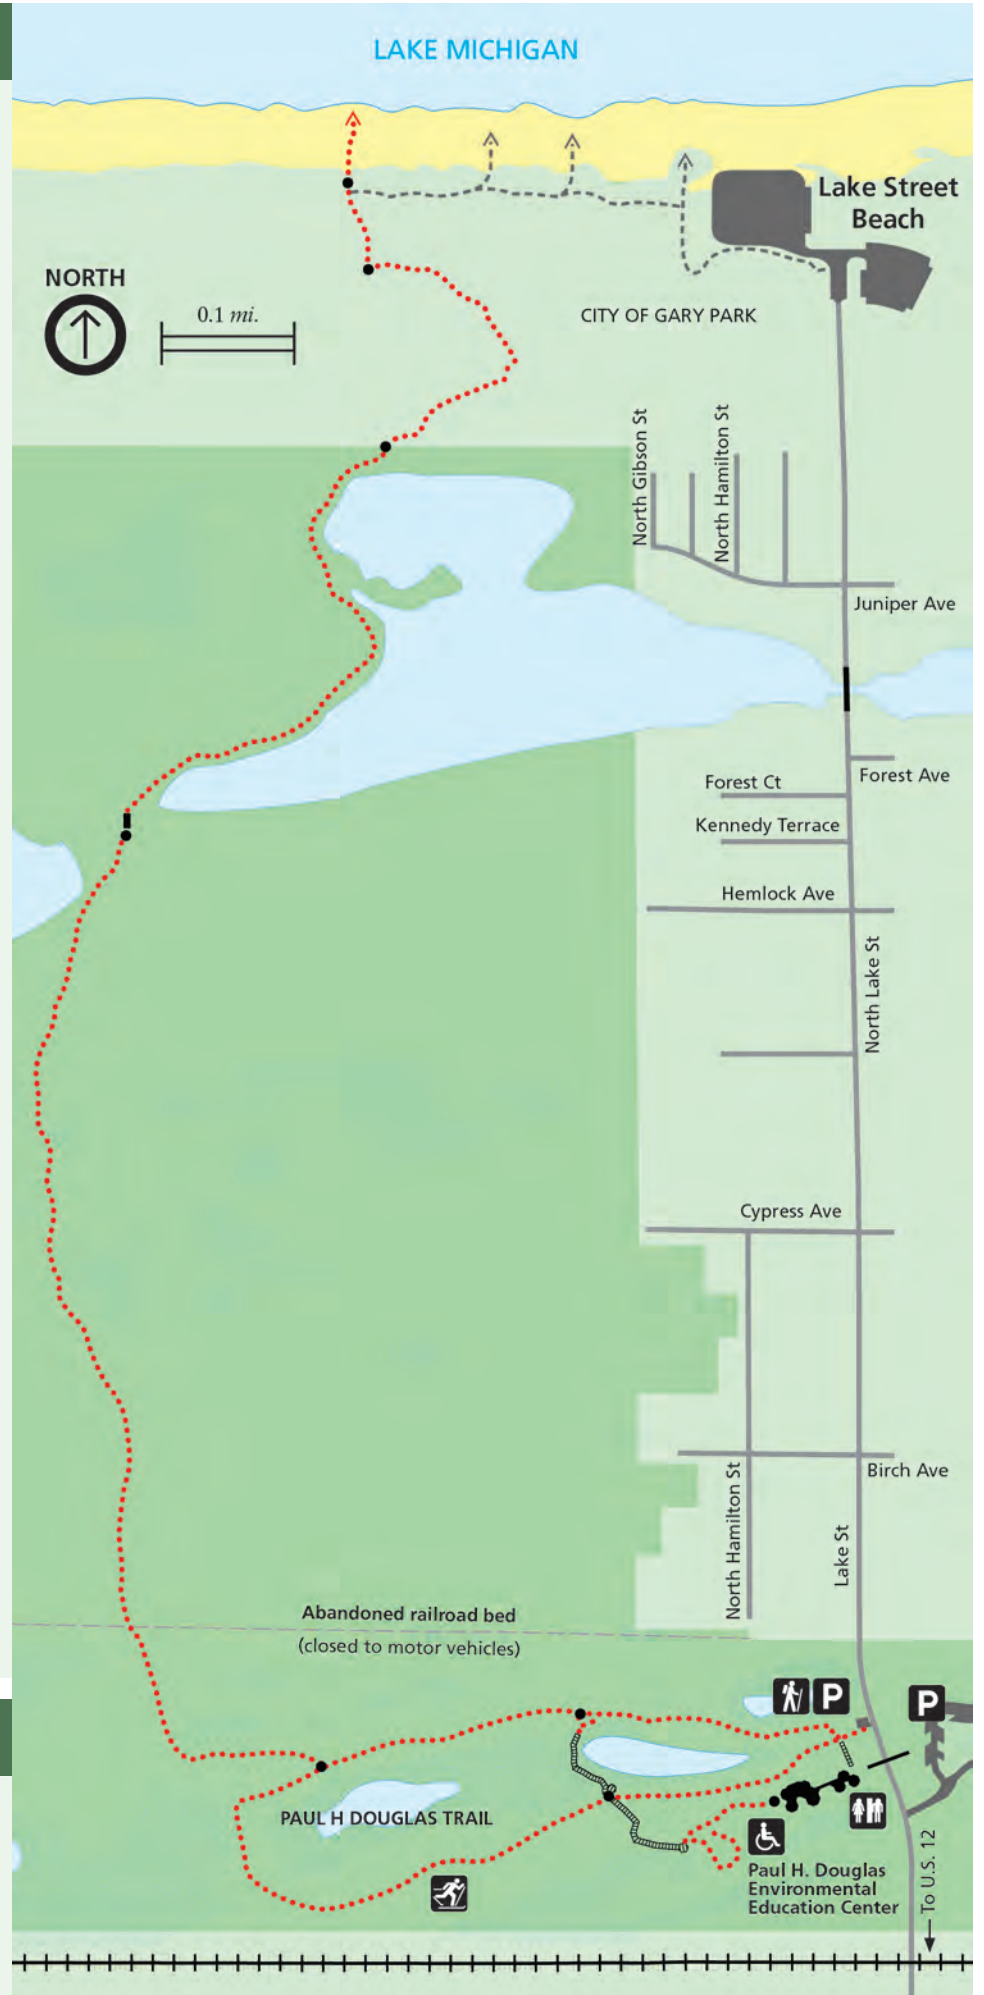 LAKE MICHIGAN
Lake Street
Beach
NORTH
0.1 mi.
CITY OF GARY PARK
North Gibson St
North Hamilton St
Juniper Ave
Forest Ave
Forest Ct
Kennedy Terrace
Hemlock Ave
North Lake St
Cypress Ave
Birch Ave
North Hamilton St
Lake St
Abandoned railroad bed
(closed to motor vehicles)
P
P
PAUL H DOUGLAS TRAIL
Paul H. Douglas
Environmental
Education Center
To U.S. 12